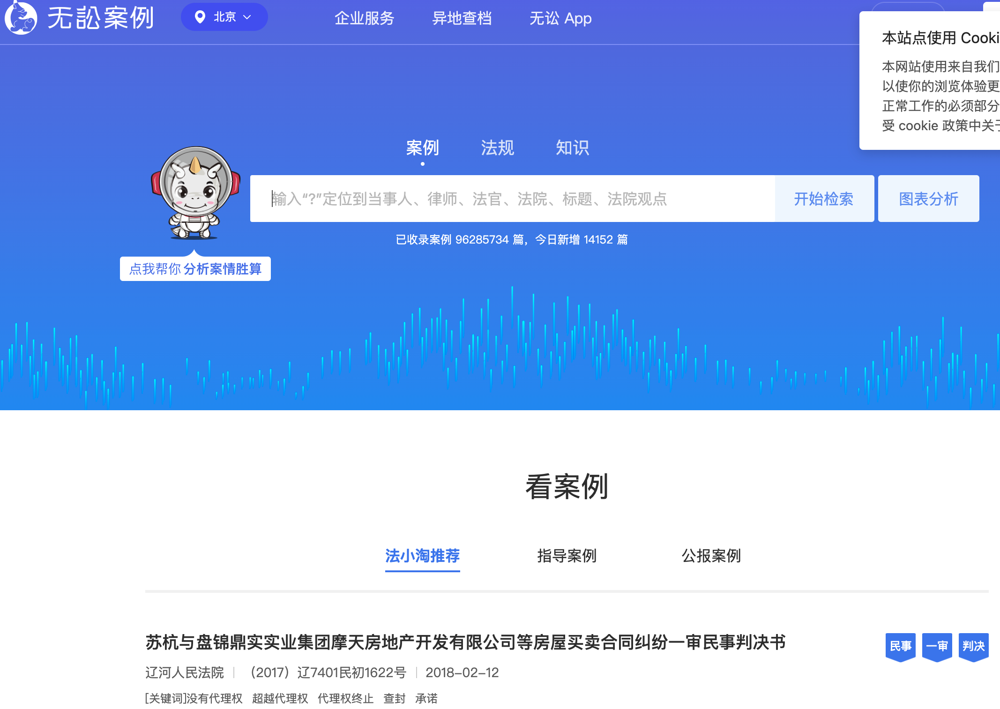 无訟案例
北京
企业服务
异地查档
无讼 App
本站点使用 Cooki
本网站使用来自我们
以使你的浏览体验更
正常工作的必须部分
受 cookie 政策中关于
案例
法规
知识
输入“?”定位到当事人、律师、法官、法院、标题、法院观点
开始检索
图表分析
已收录案例 96285734 篇，今日新增 14152 篇
点我帮你 分析案情胜算
看案例
法小淘推荐
指导案例
公报案例
苏杭与盘锦鼎实实业集团摩天房地产开发有限公司等房屋买卖合同纠纷一审民事判决书
民事
一审
判决
辽河人民法院 | （2017）辽7401民初1622号 | 2018-02-12
[关键词]没有代理权 超越代理权 代理权终止 查封 承诺